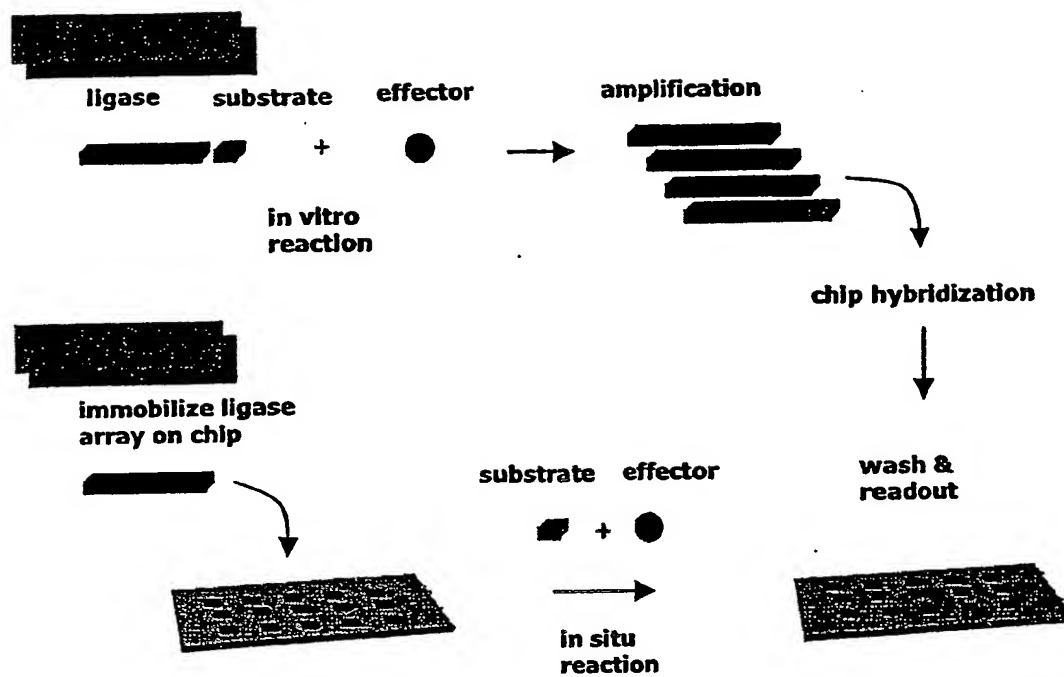 ligase substrate effector amplification
+
in vitro
reaction
chip hybridization
immobilize ligase
array on chip
substrate effector
+
wash &
readout
in situ
reaction